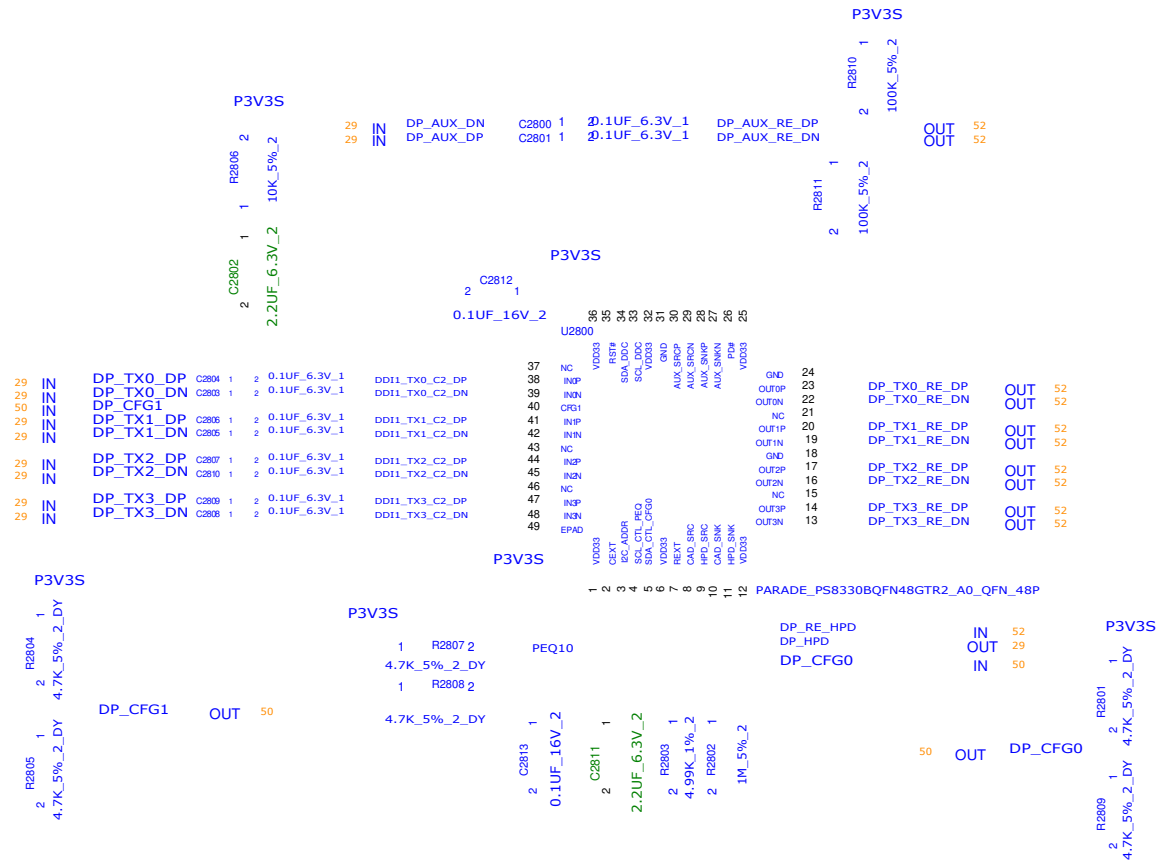 P3V3S
R2810
1
2
100K_5%_2
P3V3S
R2806
2
1
10K_5%_2
29 IN DP_AUX_DN C2800 1 2 0.1UF_6.3V_1 DP_AUX_RE_DP OUT 52
29 IN DP_AUX_DP C2801 1 2 0.1UF_6.3V_1 DP_AUX_RE_DN OUT 52
R2811
1
2
100K_5%_2
C2802
1
2
2.2UF_6.3V_2
P3V3S
C2812
2 1
0.1UF_16V_2
U2800
36 35 34 33 32 31 30 29 28 27 26 25
VDD33 RST# SDA_DDC SCL_DDC VDD33 GND AUX_SRCP AUX_SRCN AUX_SNKP AUX_SNKN PD# VDD33
37 NC
38 IN0P
39 IN0N
40 CFG1
41 IN1P
42 IN1N
43 NC
44 IN2P
45 IN2N
46 NC
47 IN3P
48 IN3N
49 EPAD
GND 24
OUT0P 23
OUT0N 22
NC 21
OUT1P 20
OUT1N 19
GND 18
OUT2P 17
OUT2N 16
NC 15
OUT3P 14
OUT3N 13
29 IN DP_TX0_DP C2804 1 2 0.1UF_6.3V_1 DDI1_TX0_C2_DP
29 IN DP_TX0_DN C2803 1 2 0.1UF_6.3V_1 DDI1_TX0_C2_DN
50 IN DP_CFG1
29 IN DP_TX1_DP C2806 1 2 0.1UF_6.3V_1 DDI1_TX1_C2_DP
29 IN DP_TX1_DN C2805 1 2 0.1UF_6.3V_1 DDI1_TX1_C2_DN
29 IN DP_TX2_DP C2807 1 2 0.1UF_6.3V_1 DDI1_TX2_C2_DP
29 IN DP_TX2_DN C2810 1 2 0.1UF_6.3V_1 DDI1_TX2_C2_DN
29 IN DP_TX3_DP C2809 1 2 0.1UF_6.3V_1 DDI1_TX3_C2_DP
29 IN DP_TX3_DN C2808 1 2 0.1UF_6.3V_1 DDI1_TX3_C2_DN
DP_TX0_RE_DP OUT 52
DP_TX0_RE_DN OUT 52
DP_TX1_RE_DP OUT 52
DP_TX1_RE_DN OUT 52
DP_TX2_RE_DP OUT 52
DP_TX2_RE_DN OUT 52
DP_TX3_RE_DP OUT 52
DP_TX3_RE_DN OUT 52
VDD33 CEXT I2C_ADDR SCL_CTL_PEQ SDA_CTL_CFG0 VDD33 REXT CAD_SRC HPD_SRC CAD_SNK HPD_SNK VDD33
1 2 3 4 5 6 7 8 9 10 11 12
P3V3S
PARADE_PS8330BQFN48GTR2_A0_QFN_48P
P3V3S
R2804
1
2
4.7K_5%_2_DY
P3V3S
1 R2807 2
4.7K_5%_2_DY
1 R2808 2
4.7K_5%_2_DY
PEQ10
DP_RE_HPD IN 52
DP_HPD OUT 29
DP_CFG0 IN 50
P3V3S
R2801
1
2
4.7K_5%_2_DY
DP_CFG1 OUT 50
R2805
1
2
4.7K_5%_2_DY
C2813
1
2
0.1UF_16V_2
C2811
1
2
2.2UF_6.3V_2
R2803
1
2
4.99K_1%_2
R2802
1
2
1M_5%_2
50 OUT DP_CFG0
R2809
1
2
4.7K_5%_2_DY